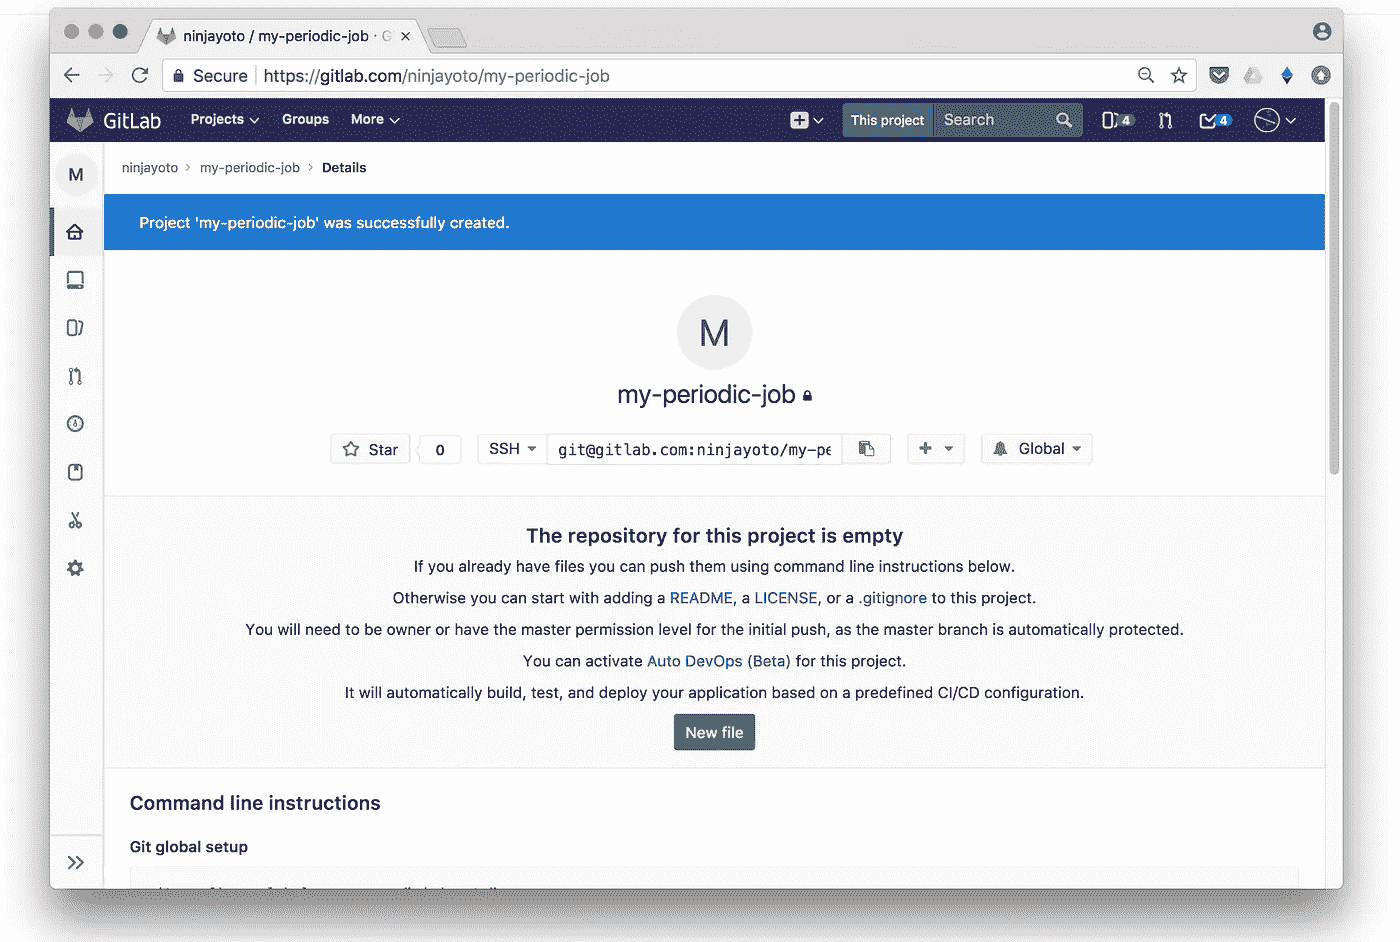 ninjayoto / my-periodic-job · G
Secure https://gitlab.com/ninjayoto/my-periodic-job
GitLab Projects Groups More This project Search 4 4
M ninjayoto > my-periodic-job > Details
Project 'my-periodic-job' was successfully created.
M
my-periodic-job
Star 0 SSH git@gitlab.com:ninjayoto/my-pe Global
The repository for this project is empty
If you already have files you can push them using command line instructions below.
Otherwise you can start with adding a README, a LICENSE, or a .gitignore to this project.
You will need to be owner or have the master permission level for the initial push, as the master branch is automatically protected.
You can activate Auto DevOps (Beta) for this project.
It will automatically build, test, and deploy your application based on a predefined CI/CD configuration.
New file
Command line instructions
Git global setup